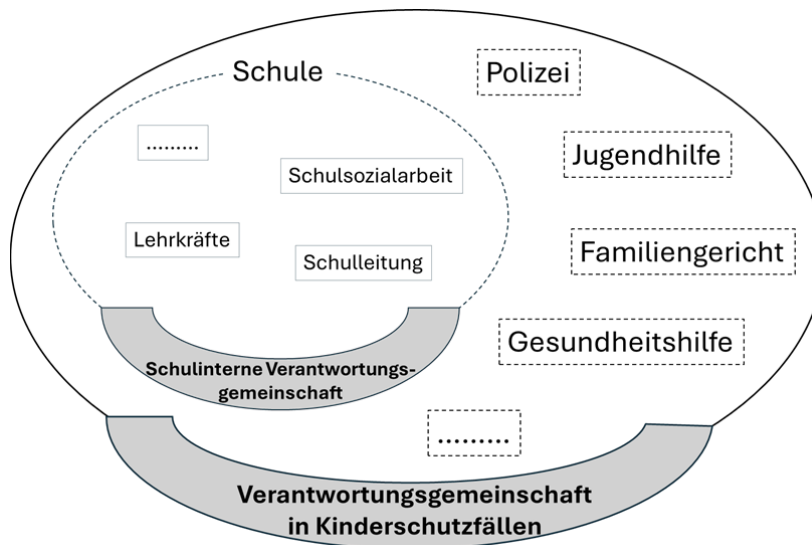 Schule
Polizei
.........
Jugendhilfe
Schulsozialarbeit
Lehrkräfte
Familiengericht
Schulleitung
Gesundheitshilfe
Schulinterne Verantwortungs-
gemeinschaft
.........
Verantwortungsgemeinschaft
in Kinderschutzfällen